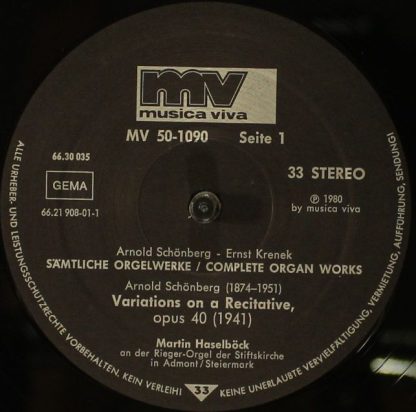 mv
musica viva
MV 50-1090 Seite 1
66.30 035
GEMA
66.21 908-01-1
33 STEREO
℗ 1980
by musica viva
Arnold Schönberg - Ernst Krenek
SÄMTLICHE ORGELWERKE / COMPLETE ORGAN WORKS
Arnold Schönberg (1874–1951)
Variations on a Recitative,
opus 40 (1941)
Martin Haselböck
an der Rieger-Orgel der Stiftskirche
in Admont/Steiermark
ALLE URHEBER- UND LEISTUNGSSCHUTZRECHTE VORBEHALTEN. KEIN VERLEIH! 33 KEINE UNERLAUBTE VERVIELFÄLTIGUNG, VERMIETUNG, AUFFÜHRUNG, SENDUNG!